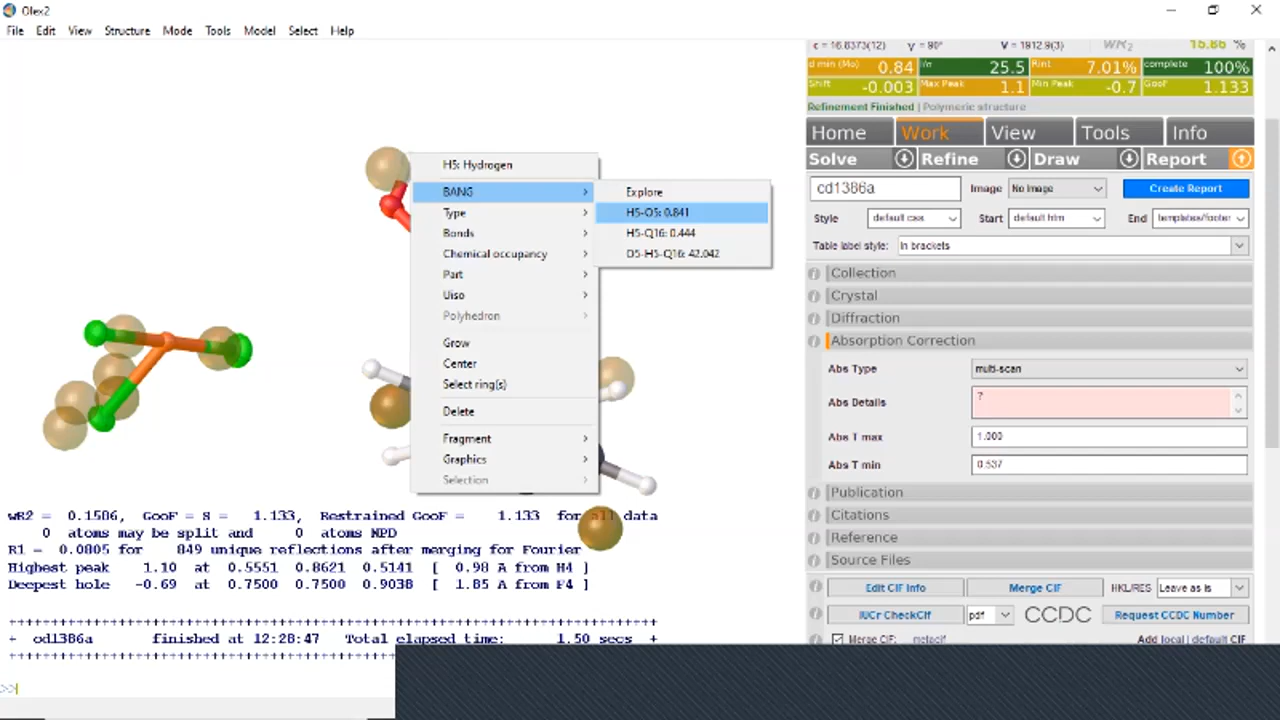 Olex2
File Edit View Structure Mode Tools Model Select Help
c = 16.8373(12) γ = 90° V = 1912.9(3) WR2 15.86 %
d min (Mo) 0.84 I/σ 25.5 Rint 7.01% complete 100%
Shift -0.003 Max Peak 1.1 Min Peak -0.7 GooF 1.133
Refinement Finished | Polymeric structure
Home Work View Tools Info
Solve Refine Draw Report
cd1386a Image No Image Create Report
Style default.css Start default.htm End templates/footer
Table label style: In brackets
Collection
Crystal
Diffraction
Absorption Correction
Abs Type multi-scan
Abs Details ?
Abs T max 1.000
Abs T min 0.537
Publication
Citations
Reference
Source Files
Edit CIF Info Merge CIF HKL/RES Leave as is
IUCr CheckCif pdf CCDC Request CCDC Number
Merge CIF: metacif Add local | default CIF
H5: Hydrogen
BANG
Type
Bonds
Chemical occupancy
Part
Uiso
Polyhedron
Grow
Center
Select ring(s)
Delete
Fragment
Graphics
Selection
Explore
H5-O5: 0.841
H5-Q16: 0.444
O5-H5-Q16: 42.042
wR2 = 0.1586, GooF = S = 1.133, Restrained GooF = 1.133 for all data
0 atoms may be split and 0 atoms NPD
R1 = 0.0805 for 849 unique reflections after merging for Fourier
Highest peak 1.10 at 0.5551 0.8621 0.5141 [ 0.98 A from H4 ]
Deepest hole -0.69 at 0.7500 0.7500 0.9038 [ 1.85 A from F4 ]
+++++++++++++++++++++++++++++++++++++++++++++++++++++++++++++++++++++
+ cd1386a finished at 12:28:47 Total elapsed time: 1.50 secs +
+++++++++++++++++++++++++++++++++++++++++++++
>>